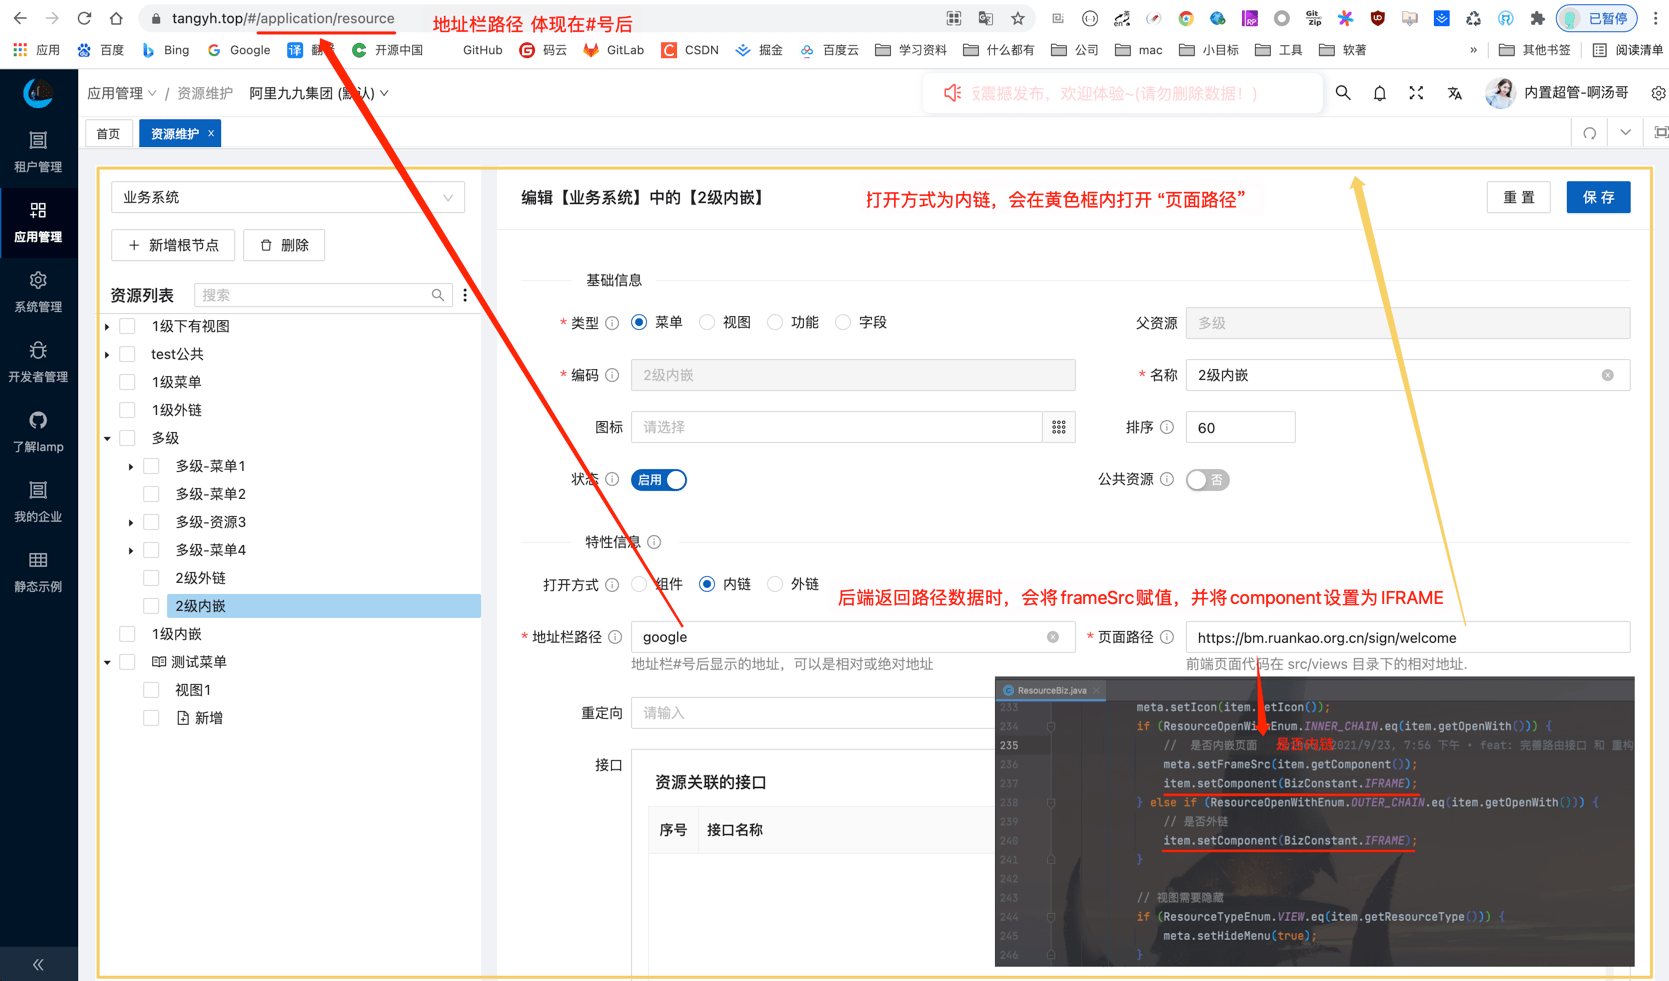 tangyh.top/#/application/resource
地址栏路径 体现在#号后
已暂停
应用 百度 Bing Google 译 开源中国 GitHub 码云 GitLab CSDN 掘金 百度云 学习资料 什么都有 公司 mac 小目标 工具 软著 » 其他书签 阅读清单
应用管理 / 资源维护 阿里九九集团 (默认)
反震撼发布，欢迎体验~(请勿删除数据！)
内置超管-啊汤哥
首页 资源维护 ×
租户管理
应用管理
系统管理
开发者管理
了解lamp
我的企业
静态示例
业务系统
+ 新增根节点 删除
资源列表 搜索
1级下有视图
test公共
1级菜单
1级外链
多级
多级-菜单1
多级-菜单2
多级-资源3
多级-菜单4
2级外链
2级内嵌
1级内嵌
测试菜单
视图1
新增
编辑【业务系统】中的【2级内嵌】
打开方式为内链，会在黄色框内打开 “页面路径”
重 置 保 存
基础信息
* 类型 菜单 视图 功能 字段 父资源 多级
* 编码 2级内嵌 * 名称 2级内嵌
图标 请选择 排序 60
状态 启用 公共资源 否
特性信息
打开方式 组件 内链 外链
后端返回路径数据时，会将frameSrc赋值，并将component设置为IFRAME
* 地址栏路径 google * 页面路径 https://bm.ruankao.org.cn/sign/welcome
地址栏#号后显示的地址，可以是相对或绝对地址 前端页面代码在 src/views 目录下的相对地址.
重定向 请输入
接口
资源关联的接口
序号 接口名称
ResourceBiz.java ×
233 meta.setIcon(item.getIcon());
234 if (ResourceOpenWithEnum.INNER_CHAIN.eq(item.getOpenWith())) {
235 // 是否内嵌页面 是否内链 2021/9/23, 7:56 下午 • feat: 完善路由接口 和 重构
236 meta.setFrameSrc(item.getComponent());
237 item.setComponent(BizConstant.IFRAME);
238 } else if (ResourceOpenWithEnum.OUTER_CHAIN.eq(item.getOpenWith())) {
239 // 是否外链
240 item.setComponent(BizConstant.IFRAME);
241 }
242
243 // 视图需要隐藏
244 if (ResourceTypeEnum.VIEW.eq(item.getResourceType())) {
245 meta.setHideMenu(true);
246 }